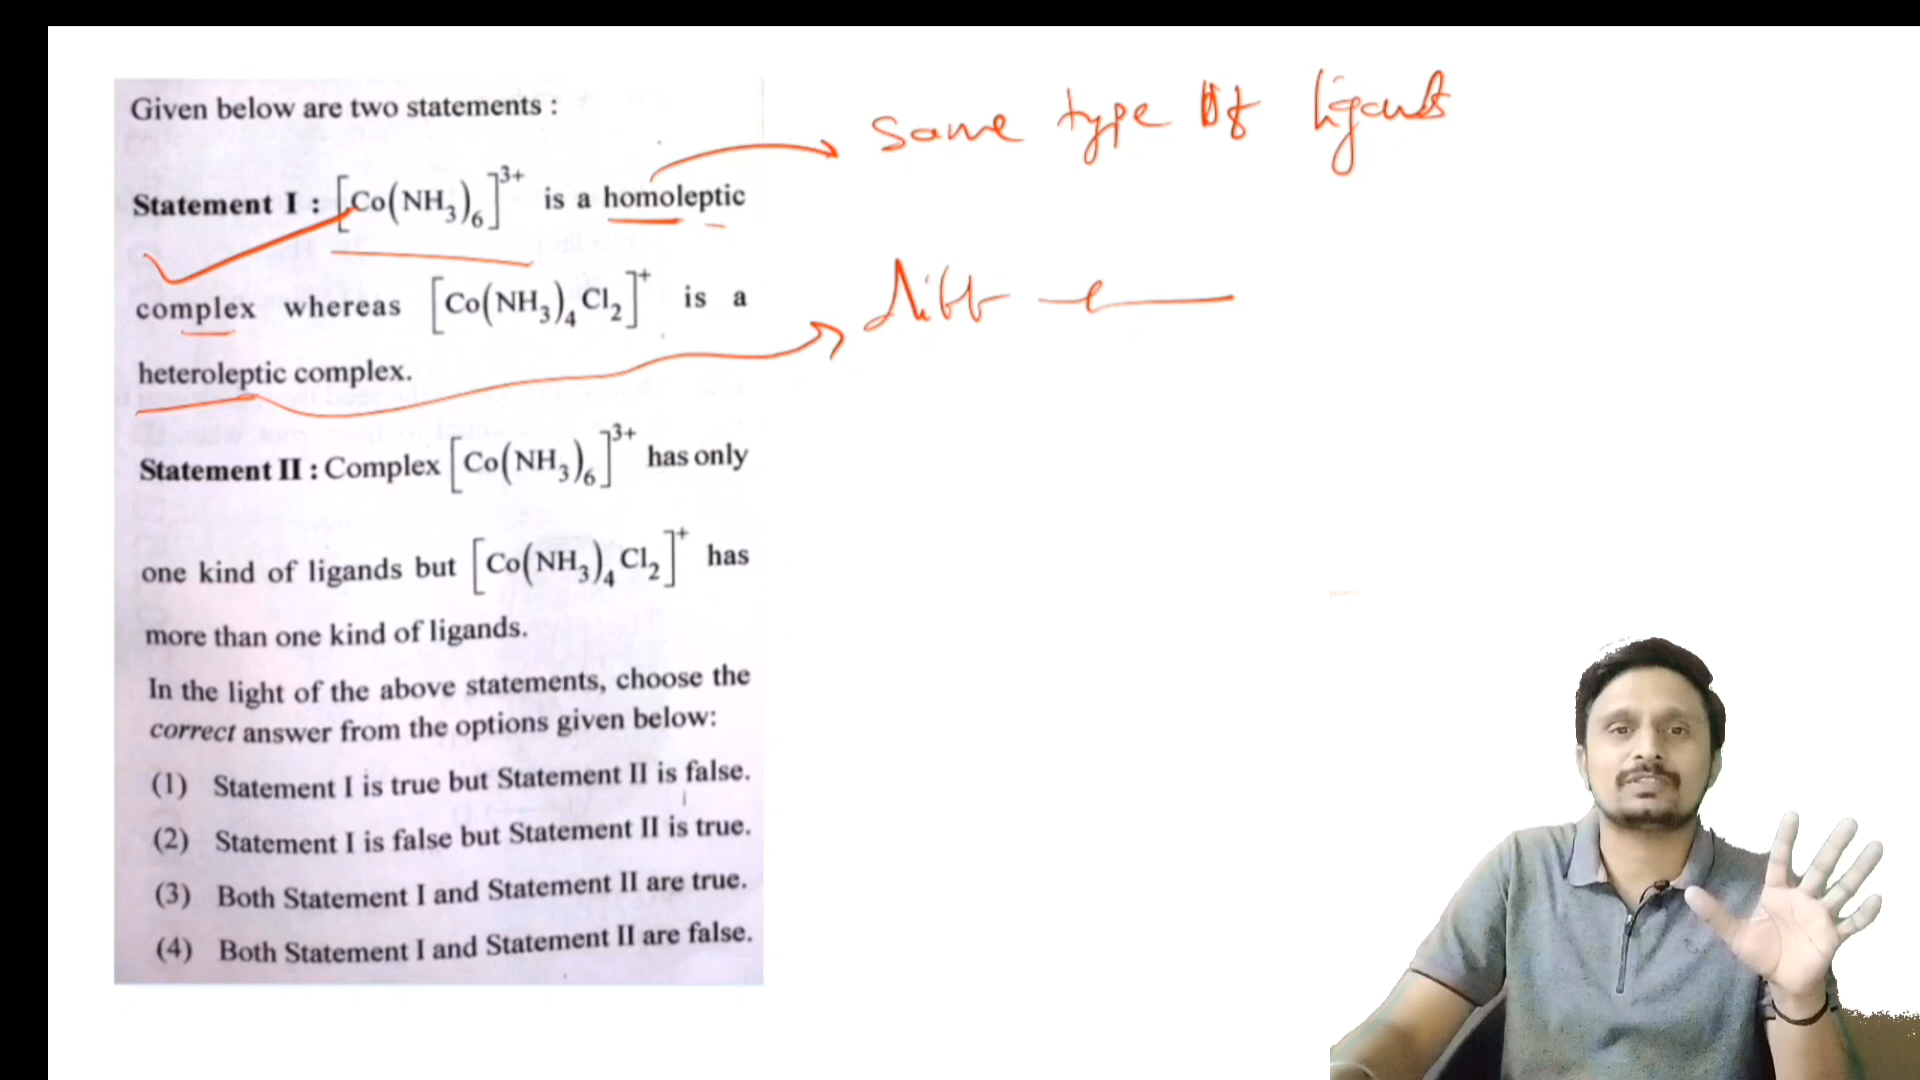 Given below are two statements :
Statement I : [Co(NH₃)₆]³⁺ is a homoleptic
complex whereas [Co(NH₃)₄Cl₂]⁺ is a
heteroleptic complex.
Statement II : Complex [Co(NH₃)₆]³⁺ has only
one kind of ligands but [Co(NH₃)₄Cl₂]⁺ has
more than one kind of ligands.
In the light of the above statements, choose the
correct answer from the options given below:
(1) Statement I is true but Statement II is false.
(2) Statement I is false but Statement II is true.
(3) Both Statement I and Statement II are true.
(4) Both Statement I and Statement II are false.
Same type of ligands
diff